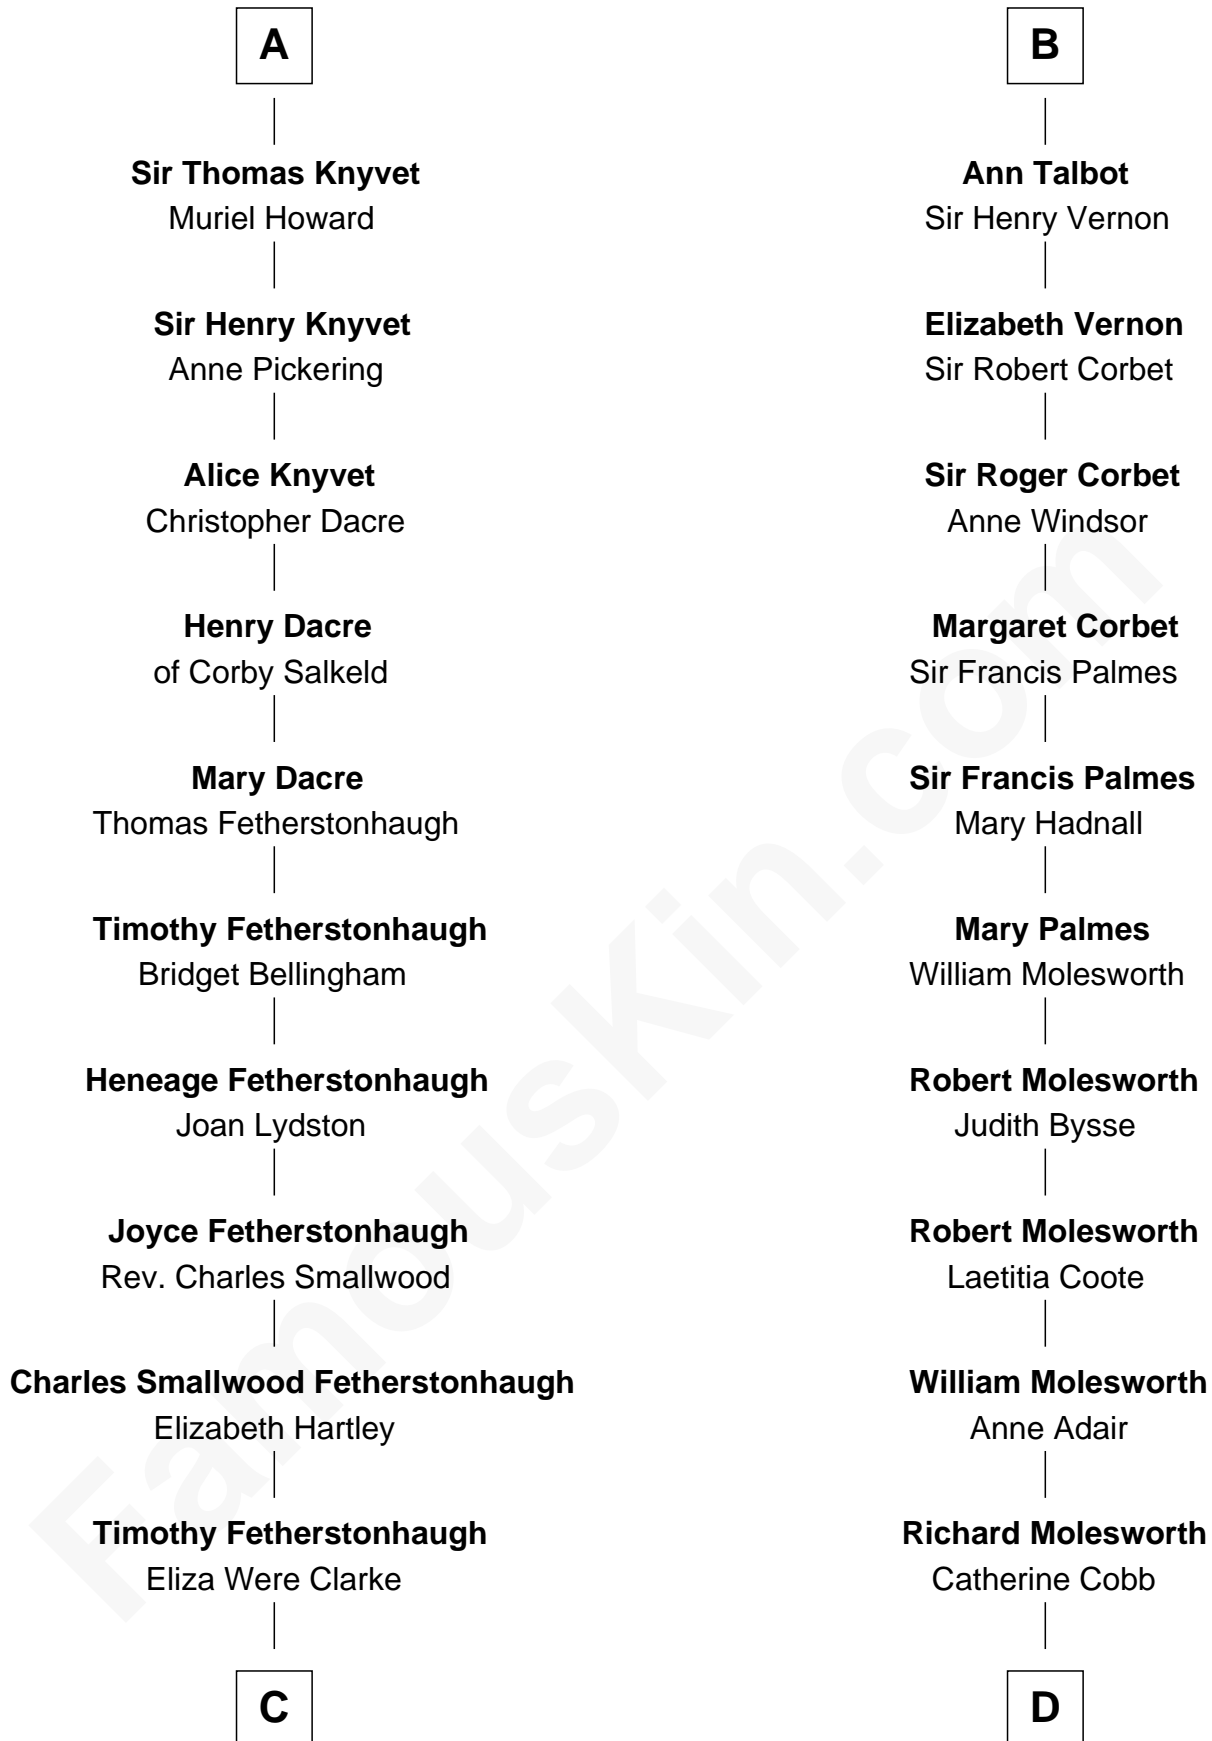 A
Sir Thomas Knyvet
Muriel Howard
Sir Henry Knyvet
Anne Pickering
Alice Knyvet
Christopher Dacre
Henry Dacre
of Corby Salkeld
Mary Dacre
Thomas Fetherstonhaugh
Timothy Fetherstonhaugh
Bridget Bellingham
Heneage Fetherstonhaugh
Joan Lydston
Joyce Fetherstonhaugh
Rev. Charles Smallwood
Charles Smallwood Fetherstonhaugh
Elizabeth Hartley
Timothy Fetherstonhaugh
Eliza Were Clarke
C
B
Ann Talbot
Sir Henry Vernon
Elizabeth Vernon
Sir Robert Corbet
Sir Roger Corbet
Anne Windsor
Margaret Corbet
Sir Francis Palmes
Sir Francis Palmes
Mary Hadnall
Mary Palmes
William Molesworth
Robert Molesworth
Judith Bysse
Robert Molesworth
Laetitia Coote
William Molesworth
Anne Adair
Richard Molesworth
Catherine Cobb
D
FamousKin.com